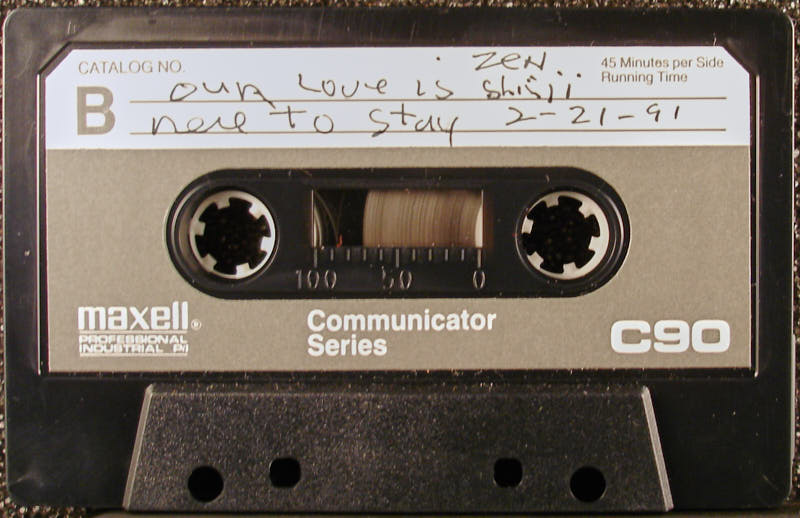 CATALOG NO.
ZEN
45 Minutes per Side
Running Time
B
our Love is Shinji
here to stay 2-21-91
100 50 0
maxell®
PROFESSIONAL
INDUSTRIAL P/I
Communicator
Series
C90